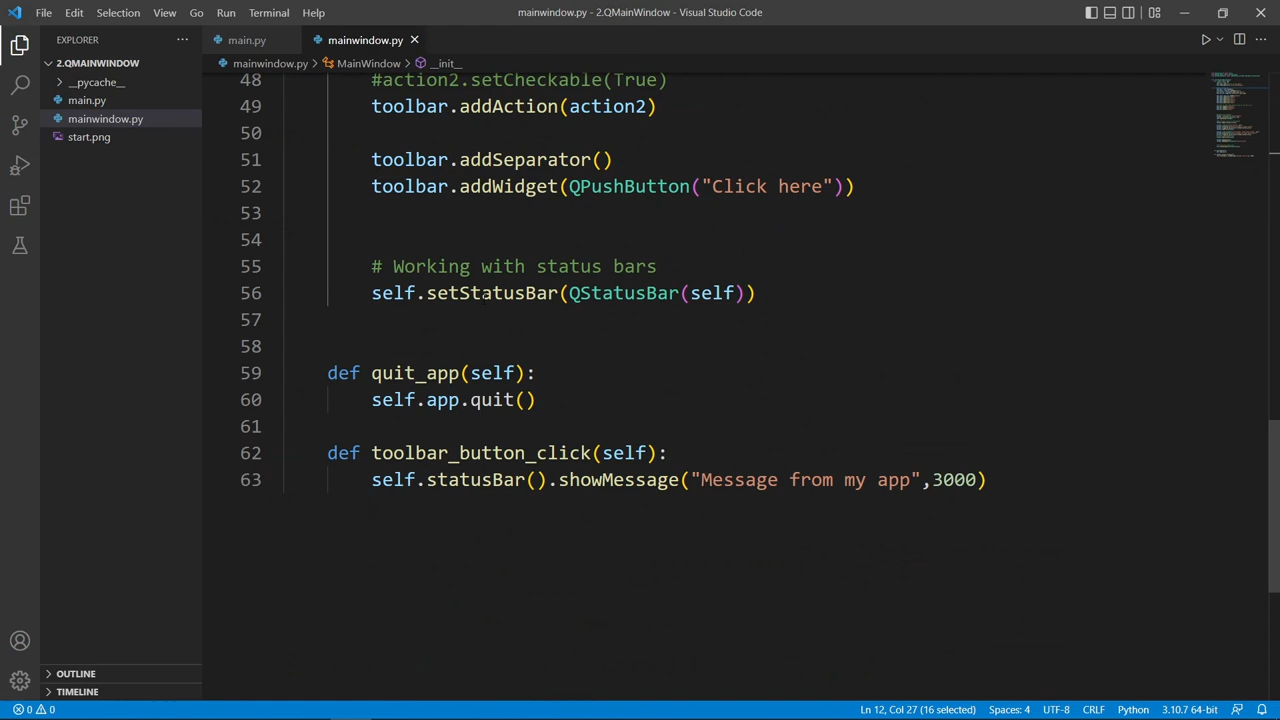 File Edit Selection View Go Run Terminal Help mainwindow.py - 2.QMainWindow - Visual Studio Code
EXPLORER
main.py mainwindow.py
2.QMAINWINDOW
mainwindow.py > MainWindow > __init__
__pycache__
main.py
mainwindow.py
start.png
48 #action2.setCheckable(True)
49 toolbar.addAction(action2)
50
51 toolbar.addSeparator()
52 toolbar.addWidget(QPushButton("Click here"))
53
54
55 # Working with status bars
56 self.setStatusBar(QStatusBar(self))
57
58
59 def quit_app(self):
60 self.app.quit()
61
62 def toolbar_button_click(self):
63 self.statusBar().showMessage("Message from my app",3000)
OUTLINE
TIMELINE
0 0 Ln 12, Col 27 (16 selected) Spaces: 4 UTF-8 CRLF Python 3.10.7 64-bit